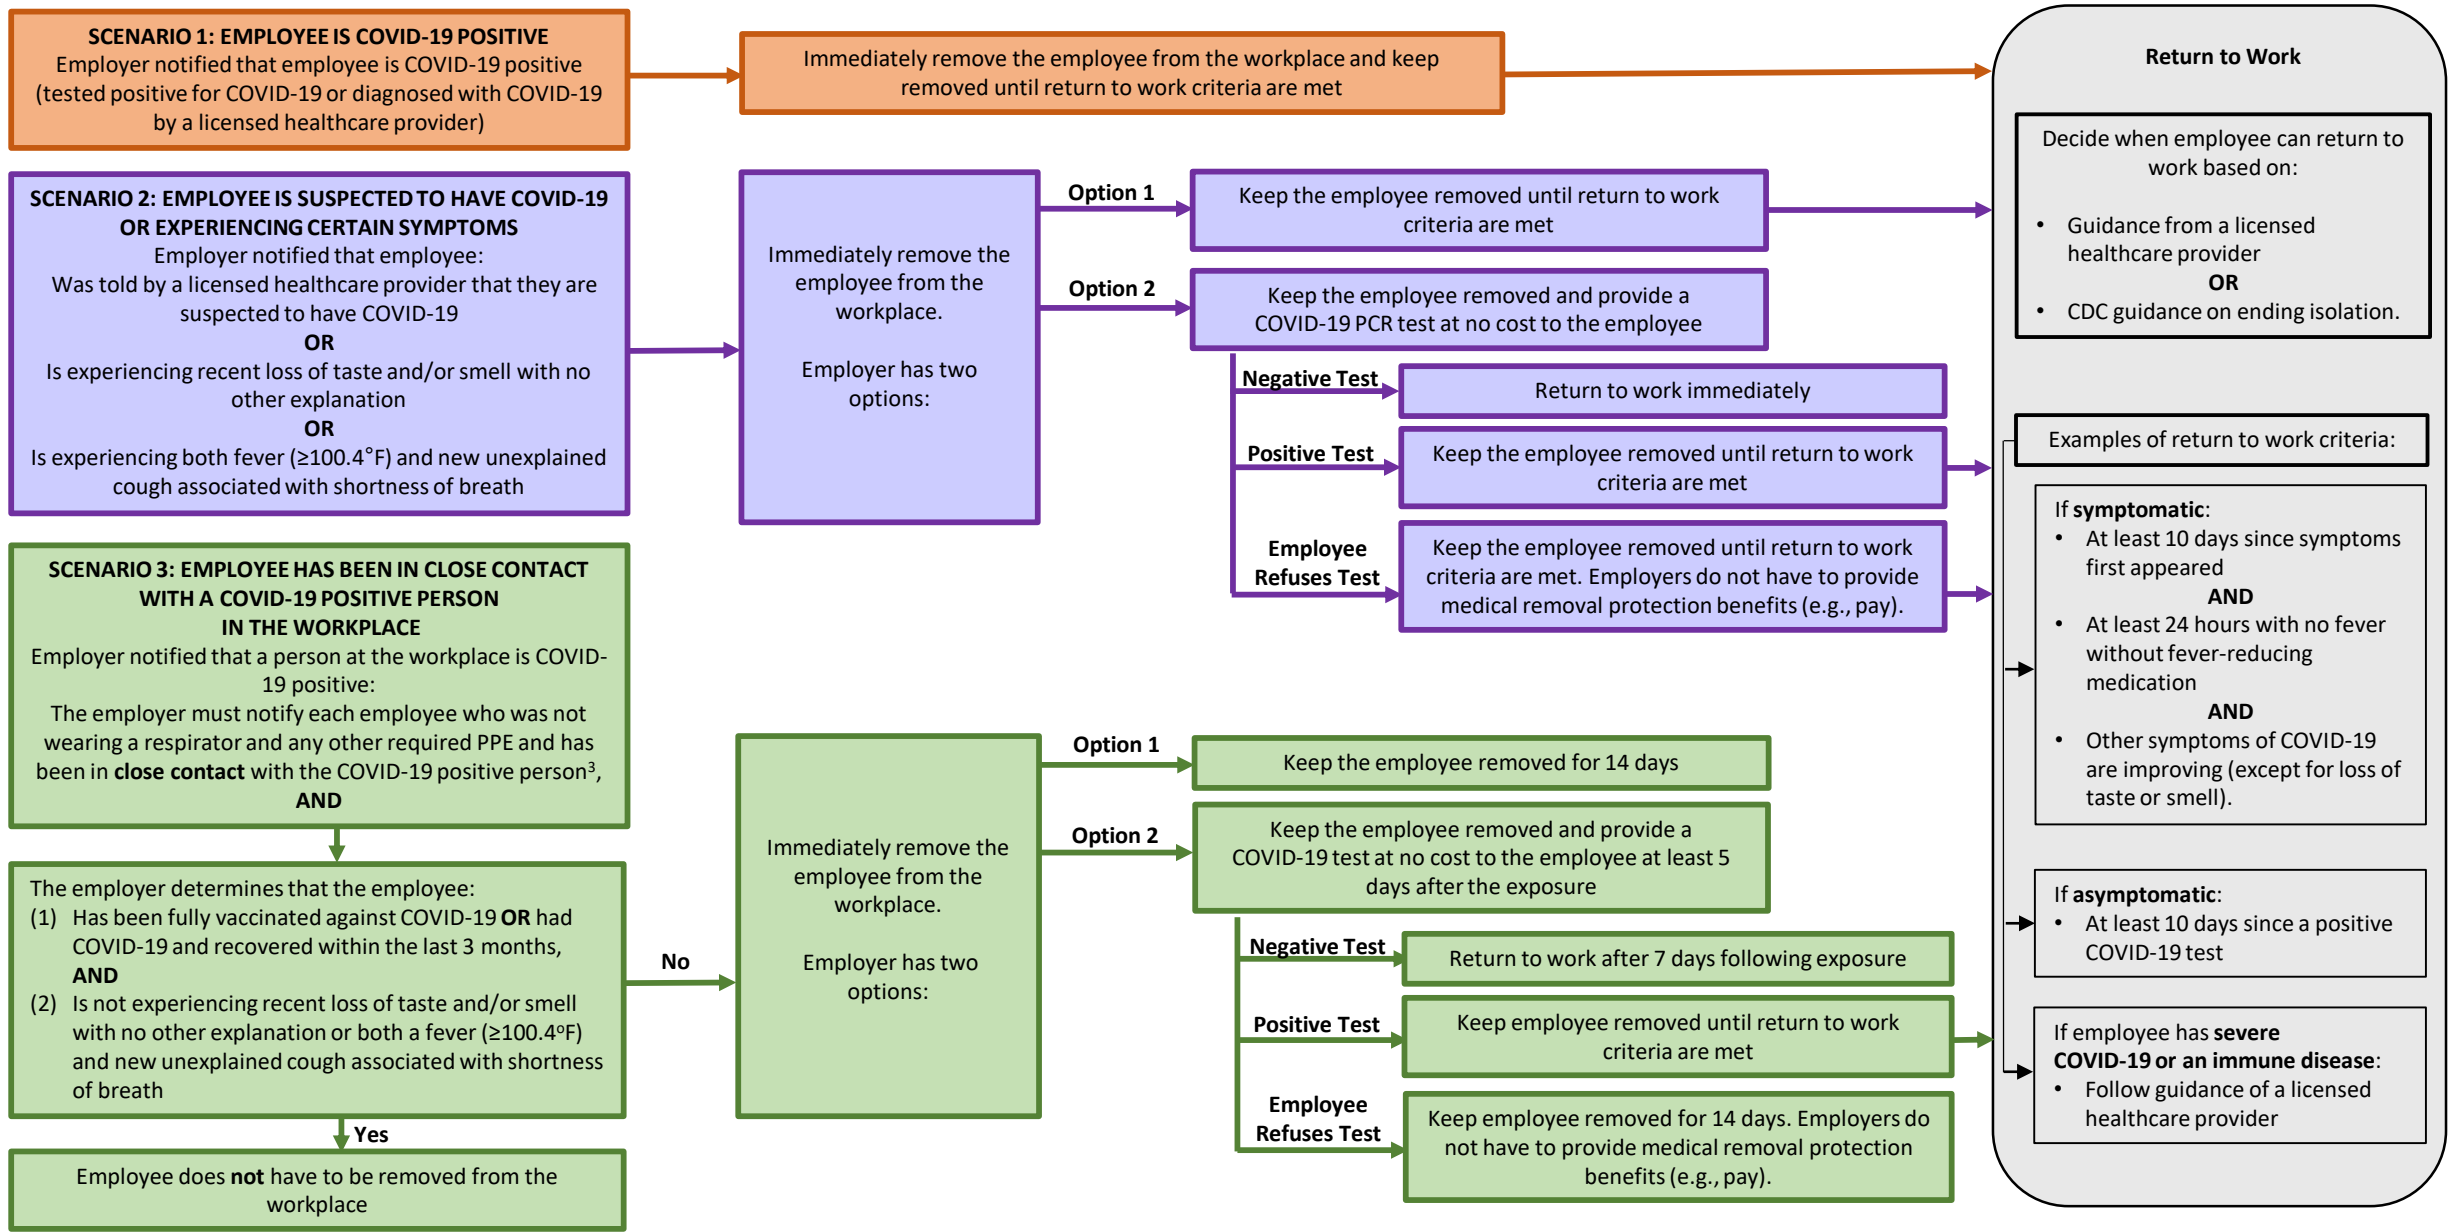 SCENARIO 1: EMPLOYEE IS COVID-19 POSITIVE
Employer notified that employee is COVID-19 positive
(tested positive for COVID-19 or diagnosed with COVID-19
by a licensed healthcare provider)
Immediately remove the employee from the workplace and keep
removed until return to work criteria are met
SCENARIO 2: EMPLOYEE IS SUSPECTED TO HAVE COVID-19
OR EXPERIENCING CERTAIN SYMPTOMS
Employer notified that employee:
Was told by a licensed healthcare provider that they are
suspected to have COVID-19
OR
Is experiencing recent loss of taste and/or smell with no
other explanation
OR
Is experiencing both fever (≥100.4°F) and new unexplained
cough associated with shortness of breath
Immediately remove the
employee from the
workplace.
Employer has two
options:
Option 1
Keep the employee removed until return to work
criteria are met
Option 2
Keep the employee removed and provide a
COVID-19 PCR test at no cost to the employee
Negative Test
Return to work immediately
Positive Test
Keep the employee removed until return to work
criteria are met
Employee
Refuses Test
Keep the employee removed until return to work
criteria are met. Employers do not have to provide
medical removal protection benefits (e.g., pay).
SCENARIO 3: EMPLOYEE HAS BEEN IN CLOSE CONTACT
WITH A COVID-19 POSITIVE PERSON
IN THE WORKPLACE
Employer notified that a person at the workplace is COVID-
19 positive:
The employer must notify each employee who was not
wearing a respirator and any other required PPE and has
been in close contact with the COVID-19 positive person³,
AND
The employer determines that the employee:
(1) Has been fully vaccinated against COVID-19 OR had
COVID-19 and recovered within the last 3 months,
AND
(2) Is not experiencing recent loss of taste and/or smell
with no other explanation or both a fever (≥100.4ºF)
and new unexplained cough associated with shortness
of breath
Yes
Employee does not have to be removed from the
workplace
No
Immediately remove the
employee from the
workplace.
Employer has two
options:
Option 1
Keep the employee removed for 14 days
Option 2
Keep the employee removed and provide a
COVID-19 test at no cost to the employee at least 5
days after the exposure
Negative Test
Return to work after 7 days following exposure
Positive Test
Keep employee removed until return to work
criteria are met
Employee
Refuses Test
Keep employee removed for 14 days. Employers do
not have to provide medical removal protection
benefits (e.g., pay).
Return to Work
Decide when employee can return to
work based on:
• Guidance from a licensed
healthcare provider
OR
• CDC guidance on ending isolation.
Examples of return to work criteria:
If symptomatic:
• At least 10 days since symptoms
first appeared
AND
• At least 24 hours with no fever
without fever-reducing
medication
AND
• Other symptoms of COVID-19
are improving (except for loss of
taste or smell).
If asymptomatic:
• At least 10 days since a positive
COVID-19 test
If employee has severe
COVID-19 or an immune disease:
• Follow guidance of a licensed
healthcare provider